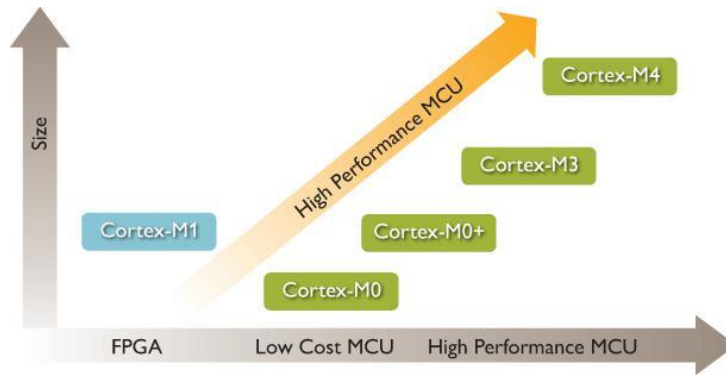 Size
High Performance MCU
Cortex-M4
Cortex-M3
Cortex-M1
Cortex-M0+
Cortex-M0
FPGA
Low Cost MCU
High Performance MCU